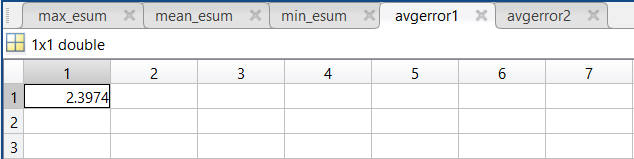 max_esum mean_esum min_esum avgerror1 avgerror2
1x1 double
1 2 3 4 5 6 7
1 2.3974
2
3